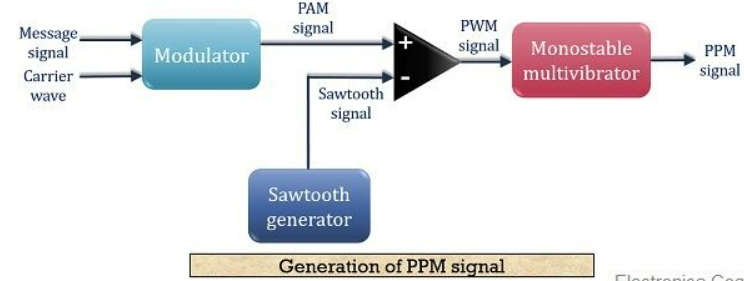 Message
signal
Carrier
wave
Modulator
PAM
signal
+
-
Sawtooth
signal
Sawtooth
generator
PWM
signal
Monostable
multivibrator
PPM
signal
Generation of PPM signal
Electronics